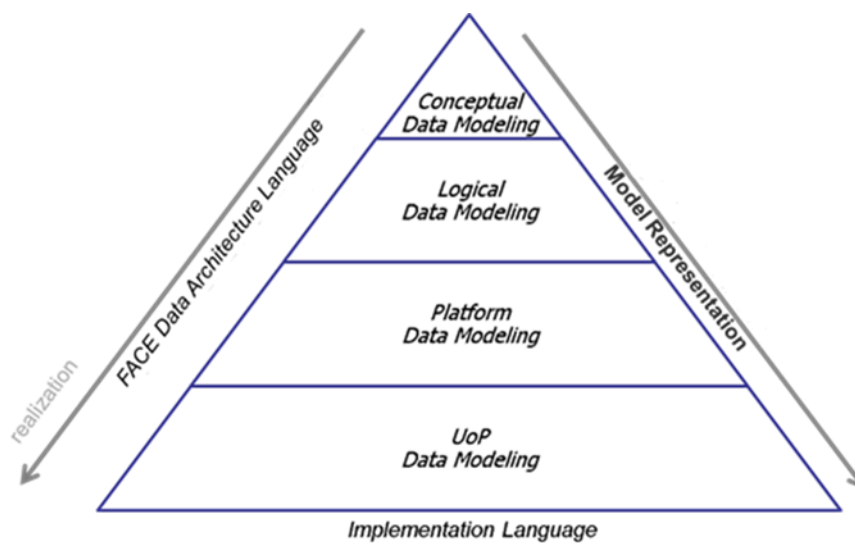 Conceptual
Data Modeling
Logical
Data Modeling
Platform
Data Modeling
UoP
Data Modeling
Implementation Language
FACE Data Architecture Language
realization
Model Representation